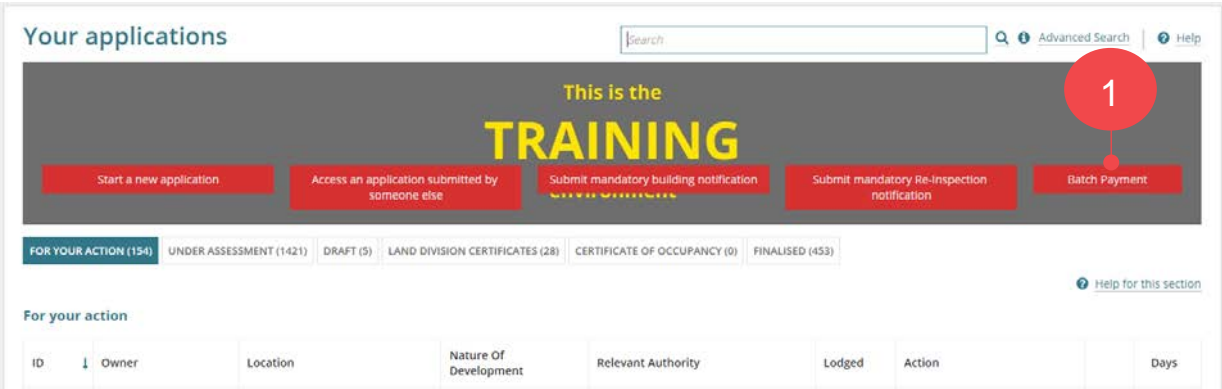 Your applications
Search
Advanced Search
Help
1
This is the
TRAINING
environment
Start a new application
Access an application submitted by
someone else
Submit mandatory building notification
Submit mandatory Re-Inspection
notification
Batch Payment
FOR YOUR ACTION (154) UNDER ASSESSMENT (1421) DRAFT (5) LAND DIVISION CERTIFICATES (28) CERTIFICATE OF OCCUPANCY (0) FINALISED (453)
Help for this section
For your action
ID Owner Location Nature Of Development Relevant Authority Lodged Action Days